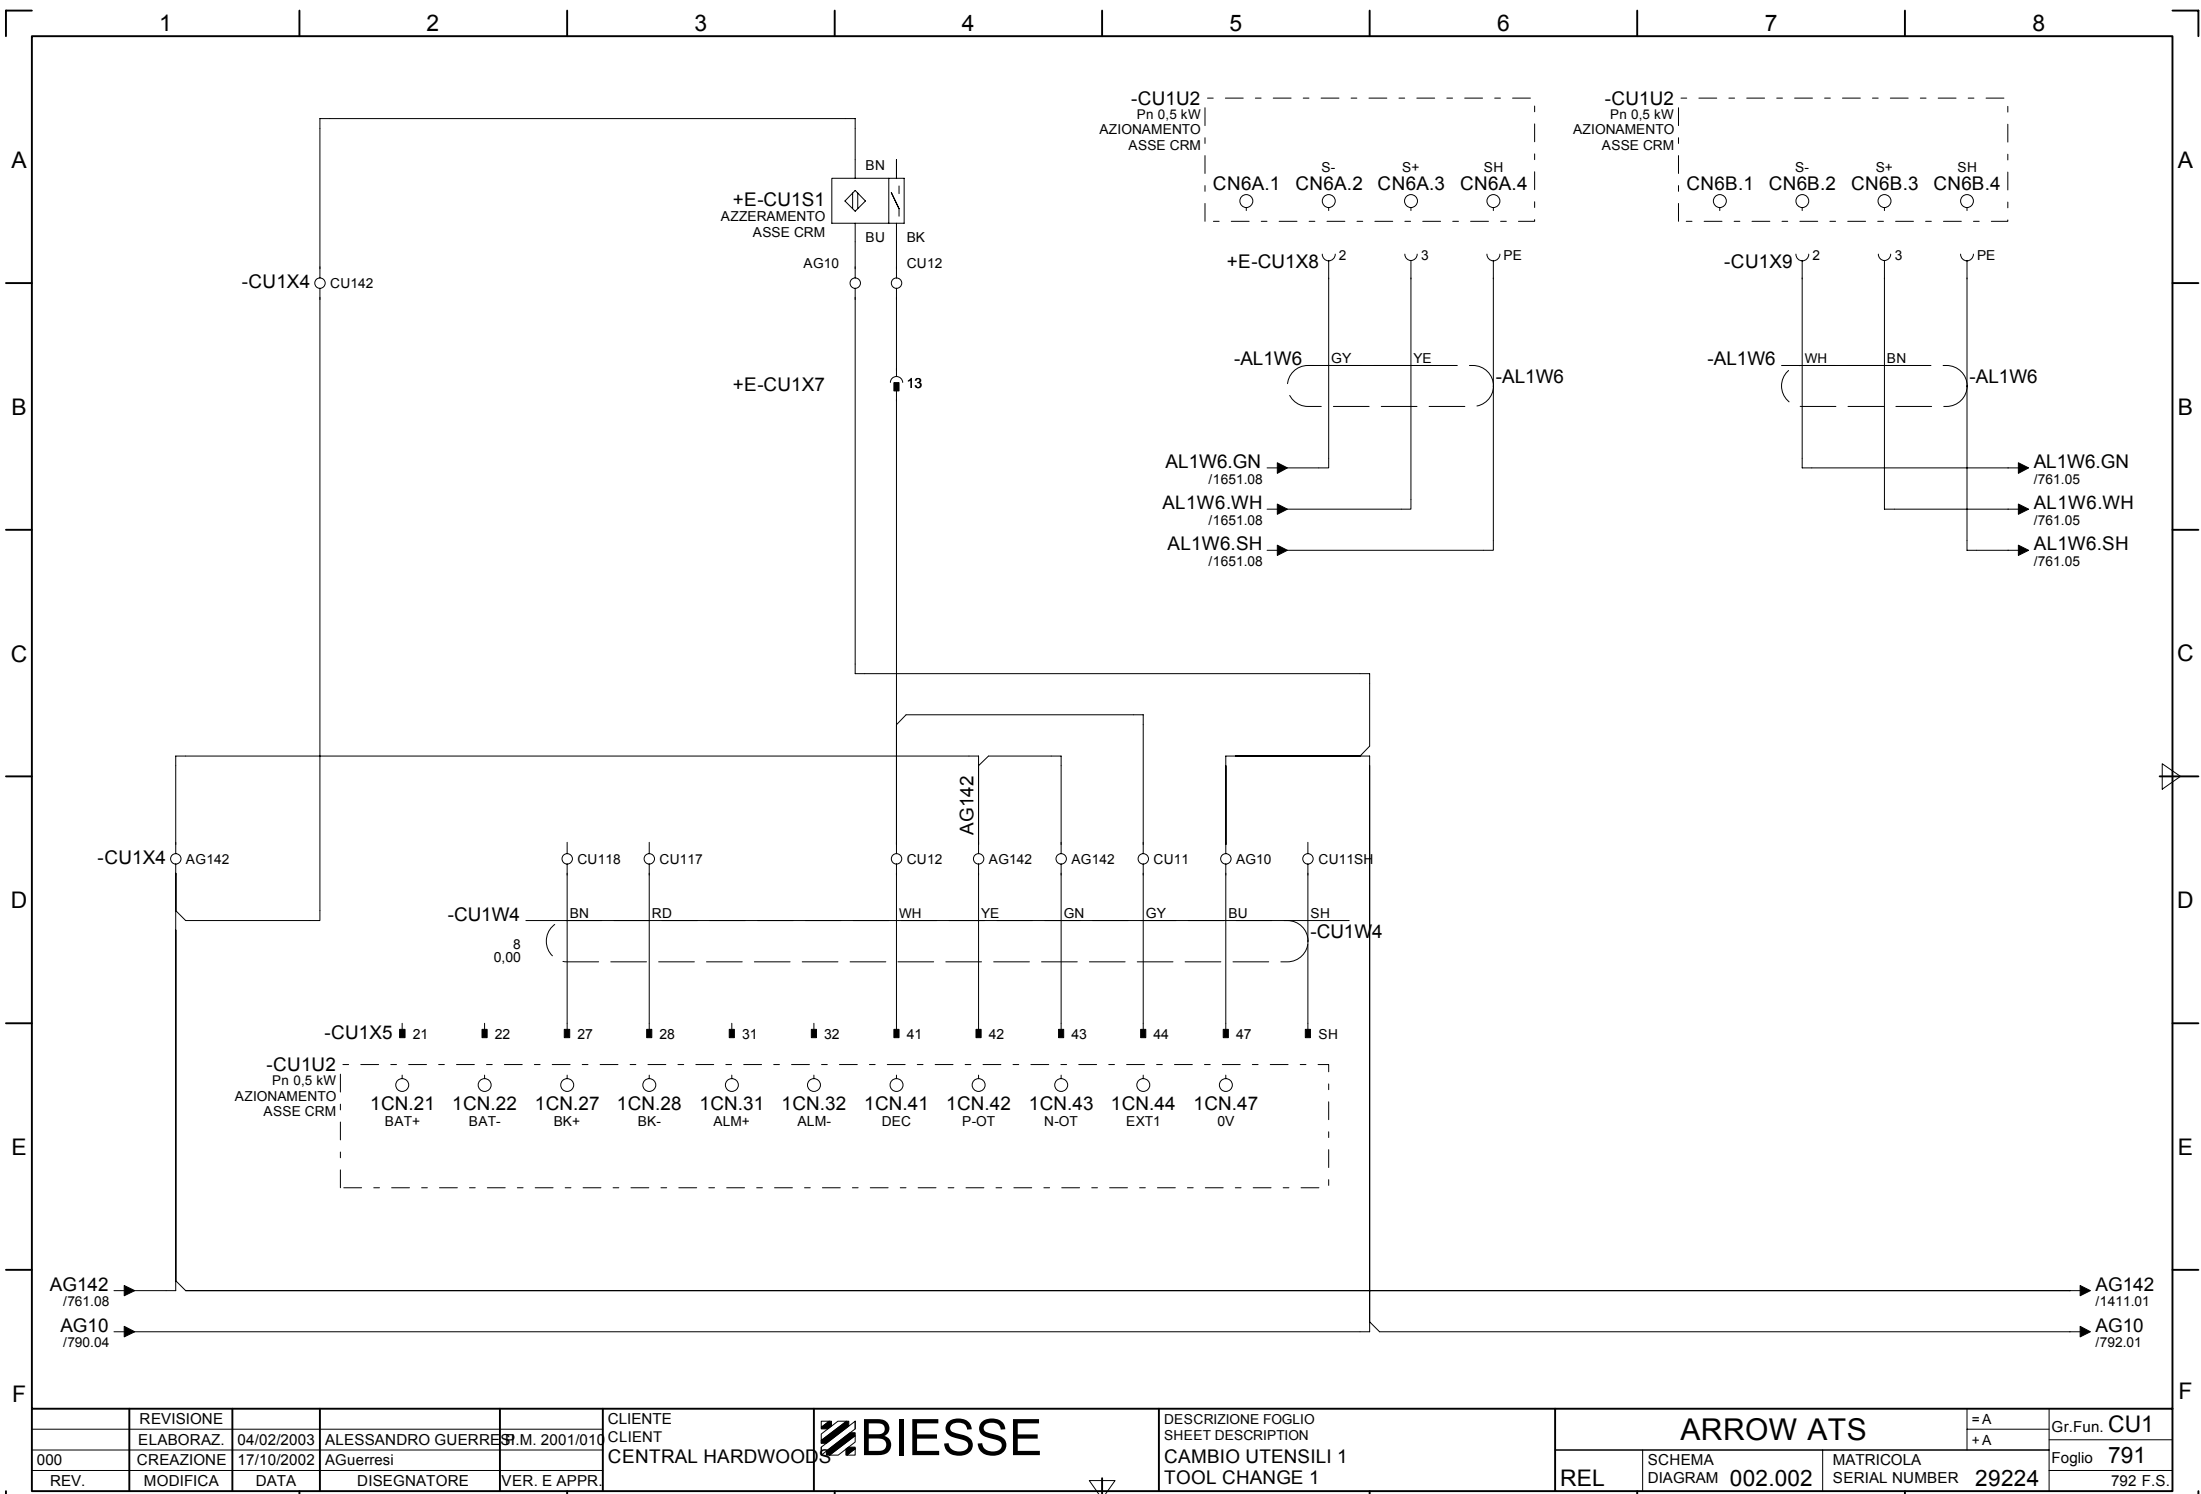 1 2 3 4 5 6 7 8
-CU1U2
Pn 0,5 kW
AZIONAMENTO
ASSE CRM
S- S+ SH
CN6A.1 CN6A.2 CN6A.3 CN6A.4
-CU1U2
Pn 0,5 kW
AZIONAMENTO
ASSE CRM
S- S+ SH
CN6B.1 CN6B.2 CN6B.3 CN6B.4
A A
BN
+E-CU1S1
AZZERAMENTO
ASSE CRM
BU BK
AG10 CU12
+E-CU1X8 2 3 PE
-CU1X9 2 3 PE
-CU1X4 CU142
-AL1W6 GY YE -AL1W6
-AL1W6 WH BN -AL1W6
+E-CU1X7 13
B B
AL1W6.GN
/1651.08
AL1W6.WH
/1651.08
AL1W6.SH
/1651.08
AL1W6.GN
/761.05
AL1W6.WH
/761.05
AL1W6.SH
/761.05
C C
AG142
-CU1X4 AG142 CU118 CU117 CU12 AG142 AG142 CU11 AG10 CU11SH
D D
-CU1W4 BN RD WH YE GN GY BU SH
-CU1W4
8
0,00
-CU1X5 21 22 27 28 31 32 41 42 43 44 47 SH
-CU1U2
Pn 0,5 kW
AZIONAMENTO
ASSE CRM
1CN.21 1CN.22 1CN.27 1CN.28 1CN.31 1CN.32 1CN.41 1CN.42 1CN.43 1CN.44 1CN.47
BAT+ BAT- BK+ BK- ALM+ ALM- DEC P-OT N-OT EXT1 0V
E E
AG142
/761.08
AG10
/790.04
AG142
/1411.01
AG10
/792.01
F F
REVISIONE
ELABORAZ. 04/02/2003 ALESSANDRO GUERRESI P.M. 2001/010
000 CREAZIONE 17/10/2002 AGuerresi
REV. MODIFICA DATA DISEGNATORE VER. E APPR.
CLIENTE
CLIENT
CENTRAL HARDWOODS
BIESSE
DESCRIZIONE FOGLIO
SHEET DESCRIPTION
CAMBIO UTENSILI 1
TOOL CHANGE 1
ARROW ATS
= A
+ A
REL
SCHEMA
DIAGRAM 002.002
MATRICOLA
SERIAL NUMBER 29224
Gr.Fun. CU1
Foglio 791
792 F.S.